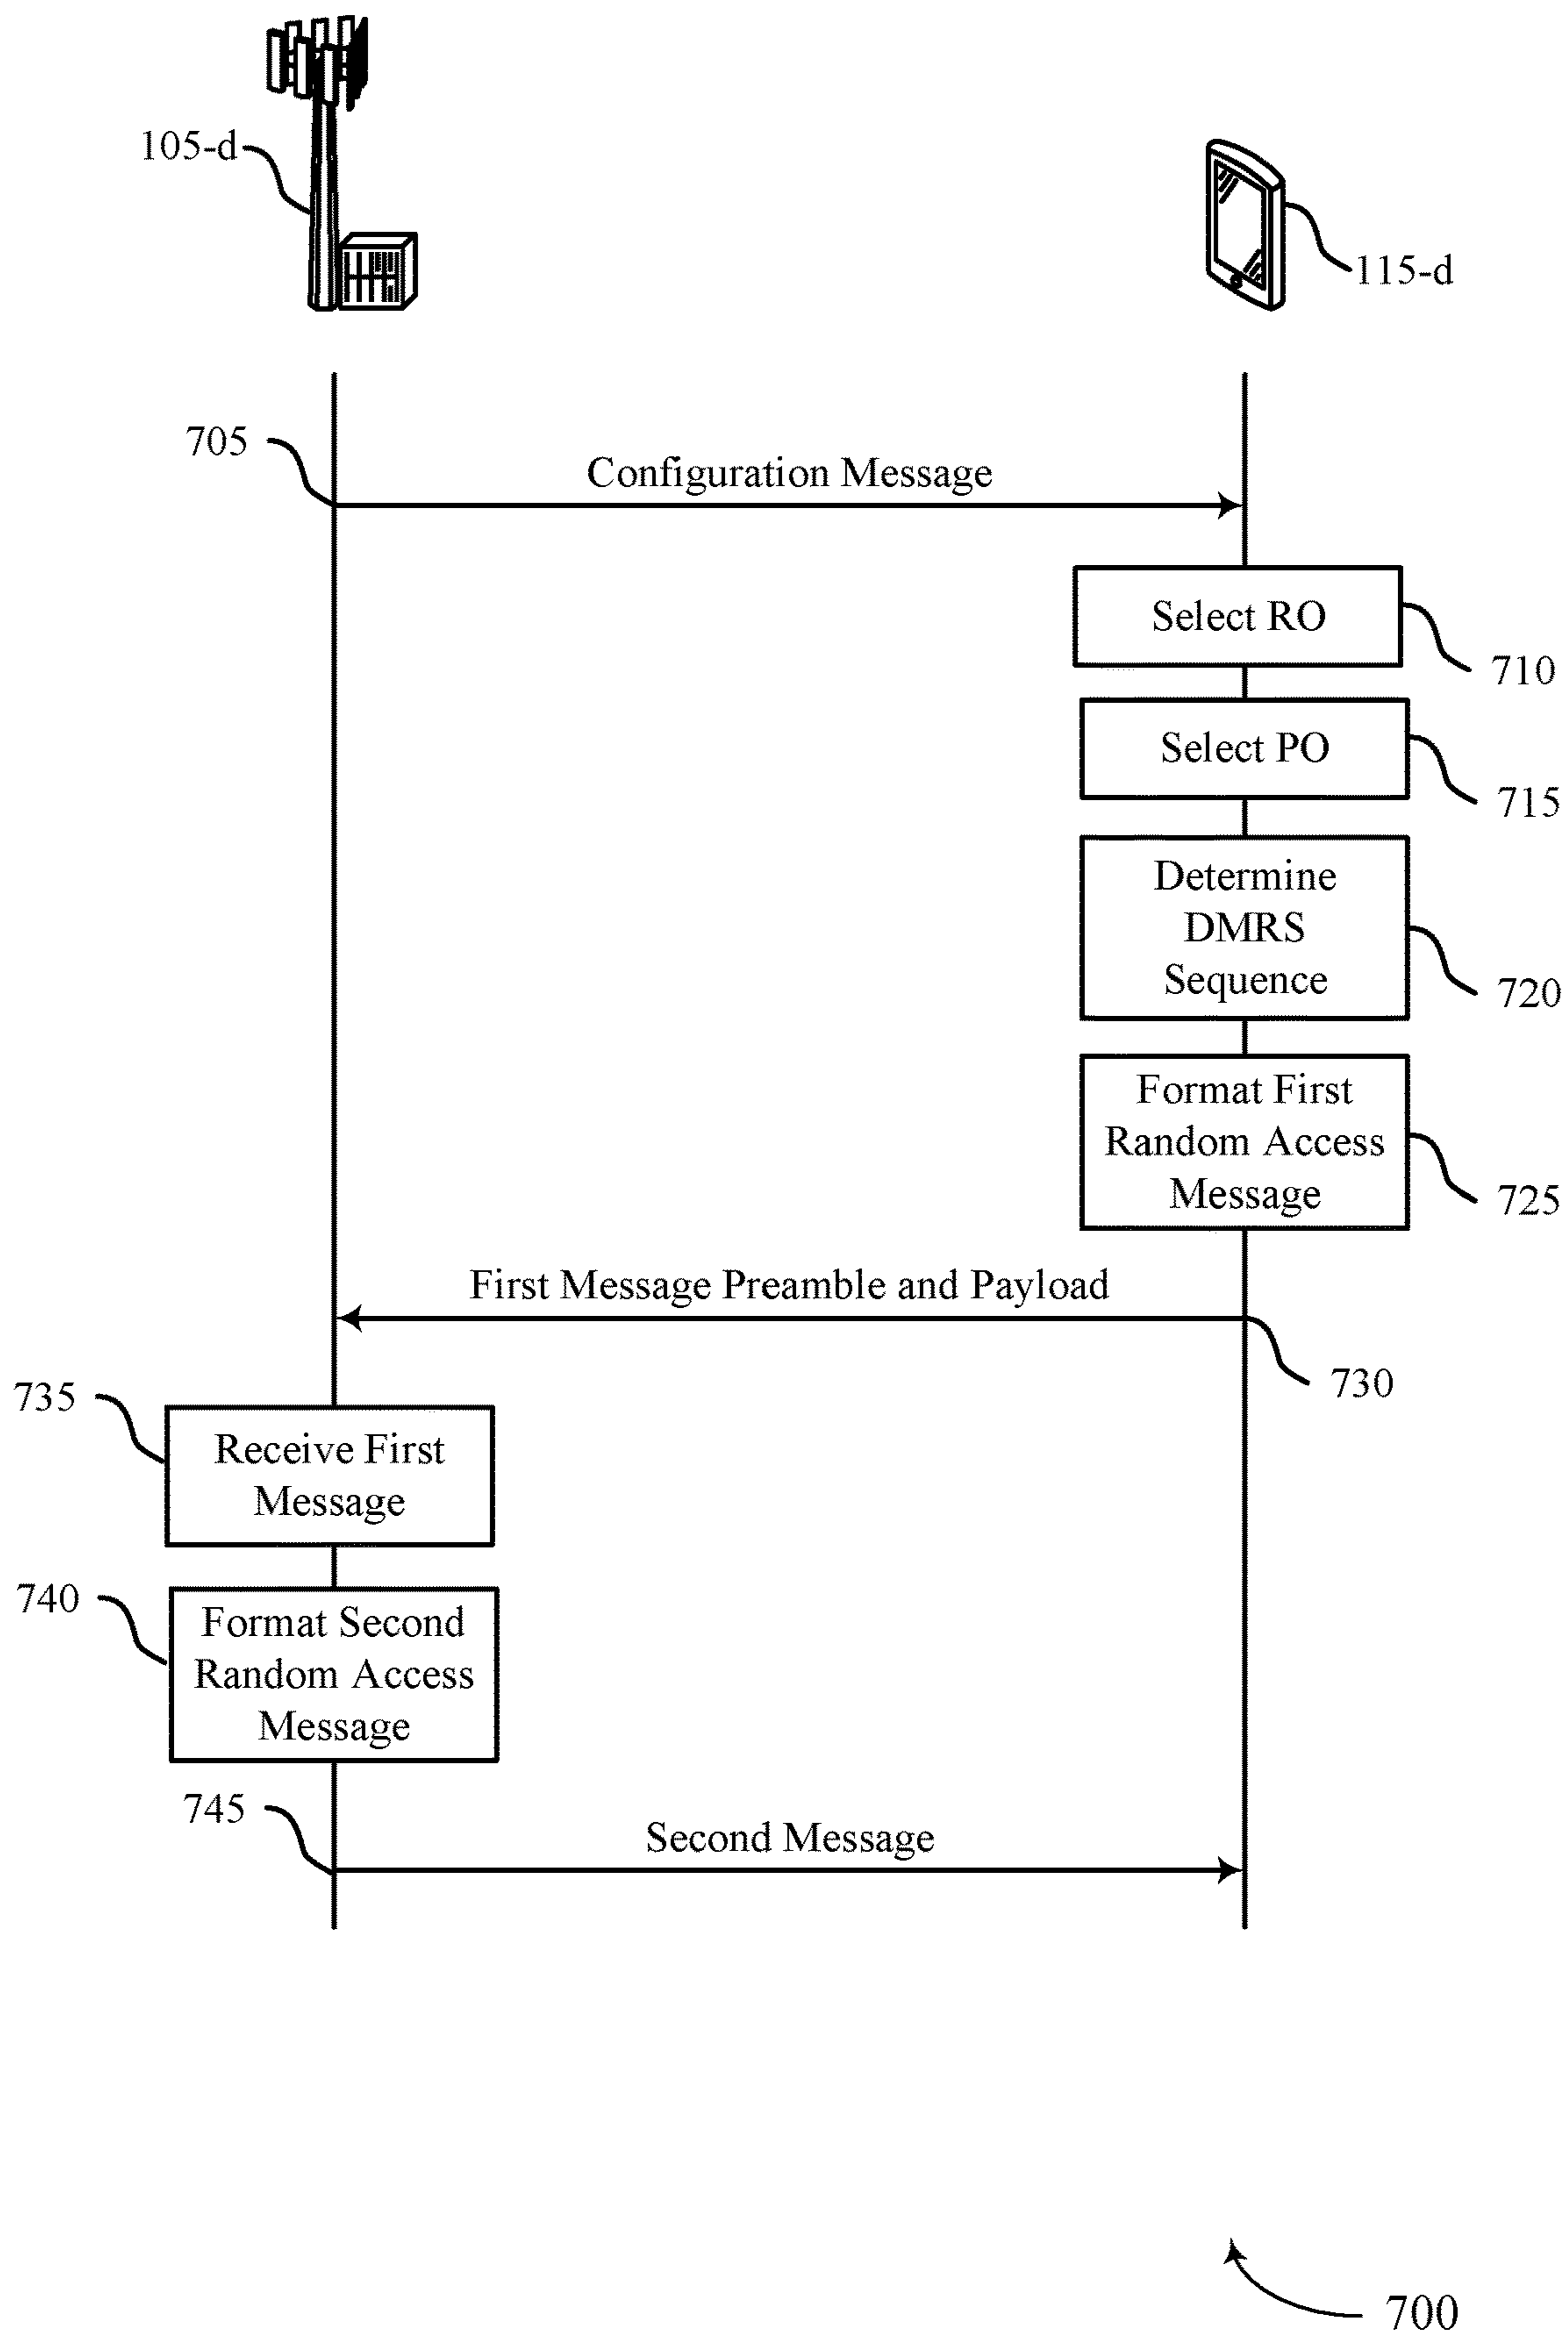 105-d
115-d
705
Configuration Message
Select RO
710
Select PO
715
Determine
DMRS
Sequence
720
Format First
Random Access
Message
725
First Message Preamble and Payload
730
735
Receive First
Message
740
Format Second
Random Access
Message
745
Second Message
700